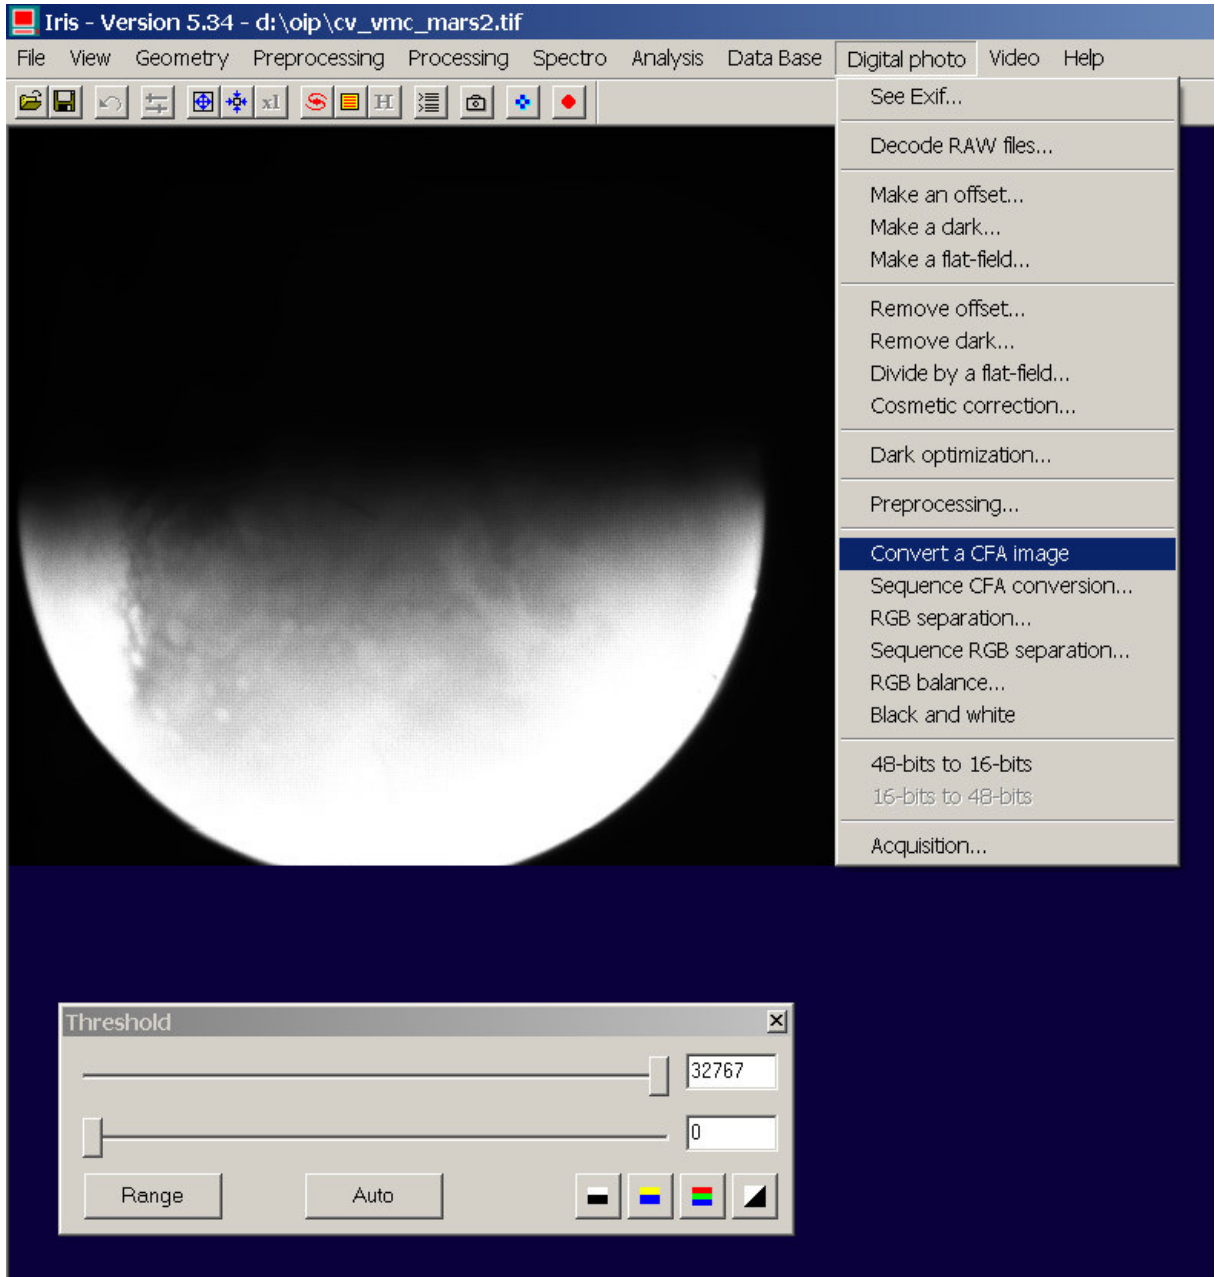 Iris - Version 5.34 - d:\oip\cv_vmc_mars2.tif
File View Geometry Preprocessing Processing Spectro Analysis Data Base Digital photo Video Help
x1 H
See Exif...
Decode RAW files...
Make an offset...
Make a dark...
Make a flat-field...
Remove offset...
Remove dark...
Divide by a flat-field...
Cosmetic correction...
Dark optimization...
Preprocessing...
Convert a CFA image
Sequence CFA conversion...
RGB separation...
Sequence RGB separation...
RGB balance...
Black and white
48-bits to 16-bits
16-bits to 48-bits
Acquisition...
Threshold
32767
0
Range Auto